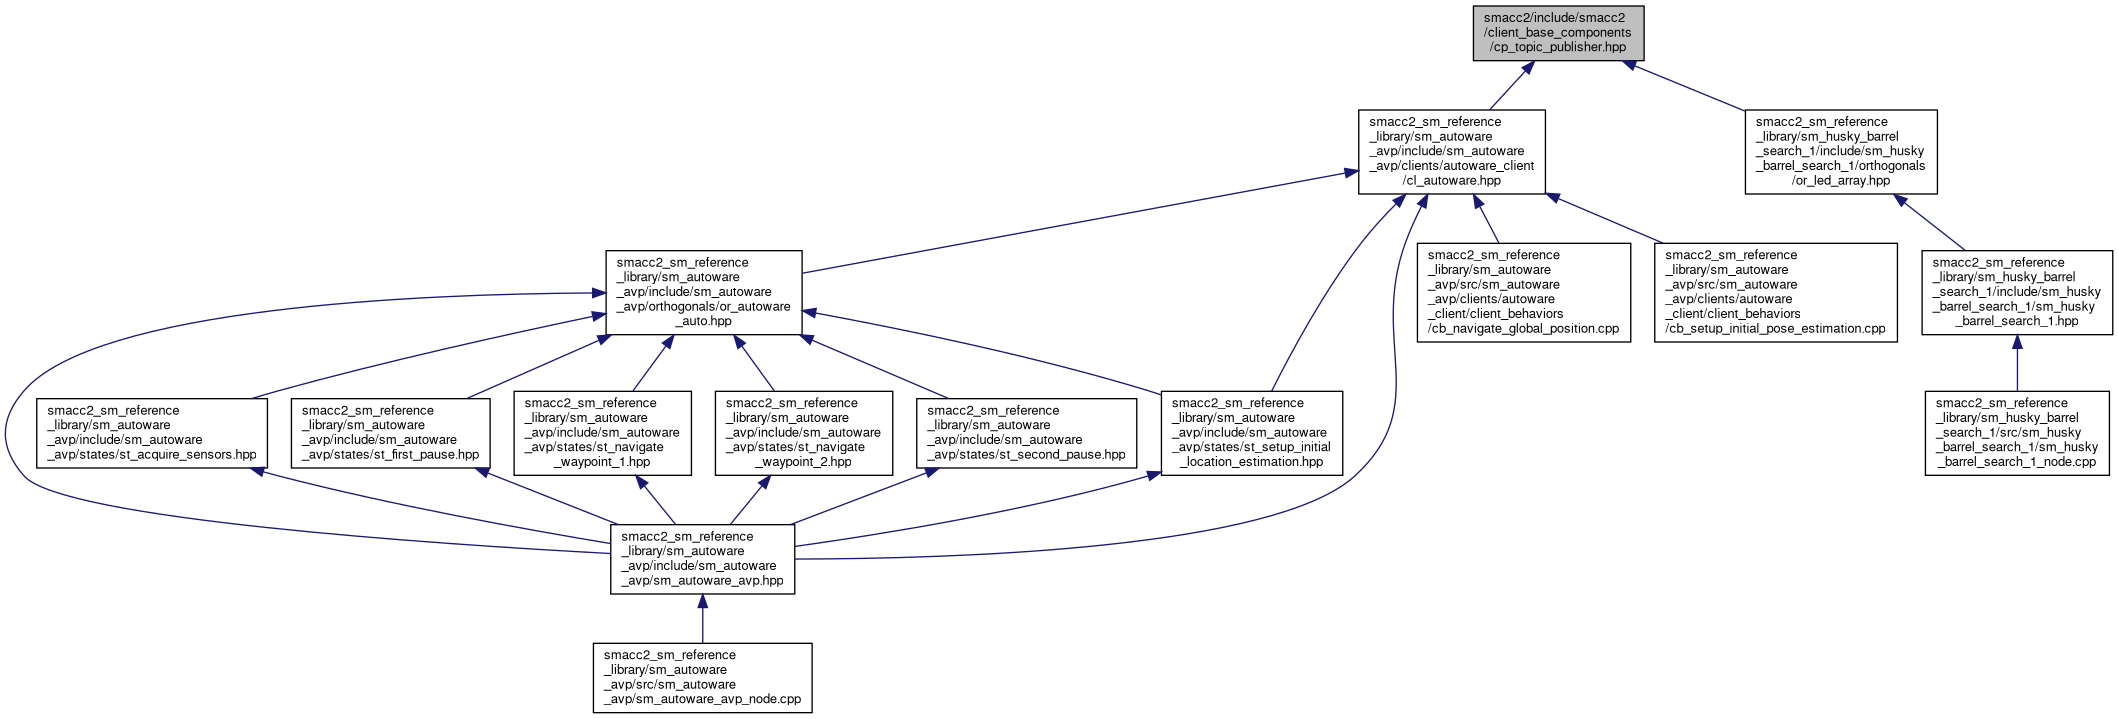 smacc2/include/smacc2
/client_base_components
/cp_topic_publisher.hpp
smacc2_sm_reference
_library/sm_autoware
_avp/include/sm_autoware
_avp/clients/autoware_client
/cl_autoware.hpp
smacc2_sm_reference
_library/sm_husky_barrel
_search_1/include/sm_husky
_barrel_search_1/orthogonals
/or_led_array.hpp
smacc2_sm_reference
_library/sm_autoware
_avp/include/sm_autoware
_avp/orthogonals/or_autoware
_auto.hpp
smacc2_sm_reference
_library/sm_autoware
_avp/src/sm_autoware
_avp/clients/autoware
_client/client_behaviors
/cb_navigate_global_position.cpp
smacc2_sm_reference
_library/sm_autoware
_avp/src/sm_autoware
_avp/clients/autoware
_client/client_behaviors
/cb_setup_initial_pose_estimation.cpp
smacc2_sm_reference
_library/sm_husky_barrel
_search_1/include/sm_husky
_barrel_search_1/sm_husky
_barrel_search_1.hpp
smacc2_sm_reference
_library/sm_autoware
_avp/include/sm_autoware
_avp/states/st_acquire_sensors.hpp
smacc2_sm_reference
_library/sm_autoware
_avp/include/sm_autoware
_avp/states/st_first_pause.hpp
smacc2_sm_reference
_library/sm_autoware
_avp/include/sm_autoware
_avp/states/st_navigate
_waypoint_1.hpp
smacc2_sm_reference
_library/sm_autoware
_avp/include/sm_autoware
_avp/states/st_navigate
_waypoint_2.hpp
smacc2_sm_reference
_library/sm_autoware
_avp/include/sm_autoware
_avp/states/st_second_pause.hpp
smacc2_sm_reference
_library/sm_autoware
_avp/include/sm_autoware
_avp/states/st_setup_initial
_location_estimation.hpp
smacc2_sm_reference
_library/sm_husky_barrel
_search_1/src/sm_husky
_barrel_search_1/sm_husky
_barrel_search_1_node.cpp
smacc2_sm_reference
_library/sm_autoware
_avp/include/sm_autoware
_avp/sm_autoware_avp.hpp
smacc2_sm_reference
_library/sm_autoware
_avp/src/sm_autoware
_avp/sm_autoware_avp_node.cpp